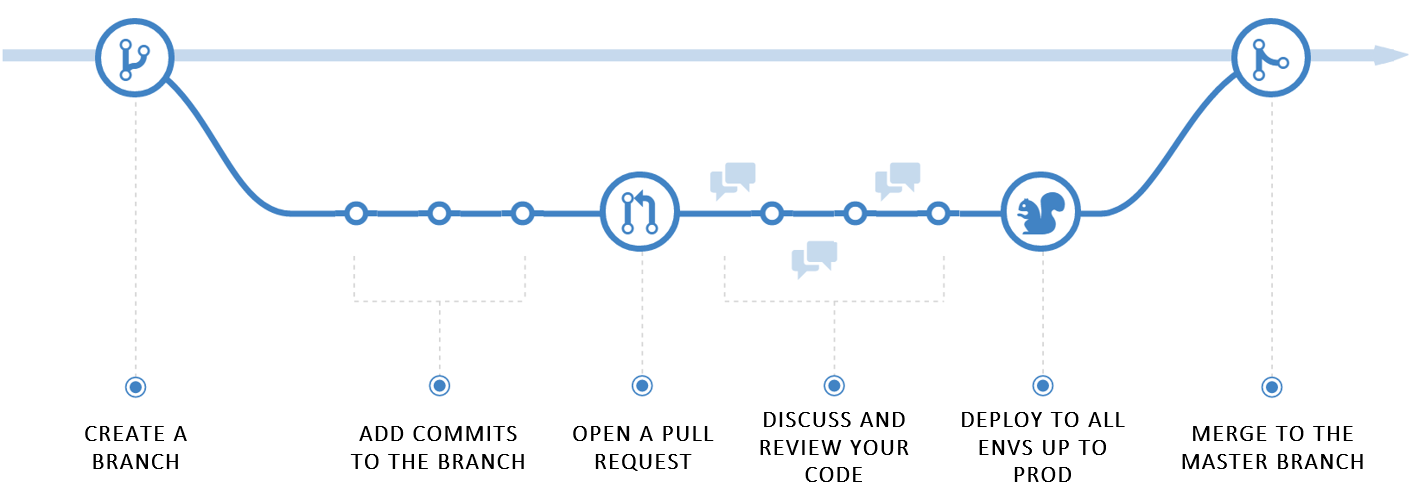 CREATE A
BRANCH
ADD COMMITS
TO THE BRANCH
OPEN A PULL
REQUEST
DISCUSS AND
REVIEW YOUR
CODE
DEPLOY TO ALL
ENVS UP TO
PROD
MERGE TO THE
MASTER BRANCH